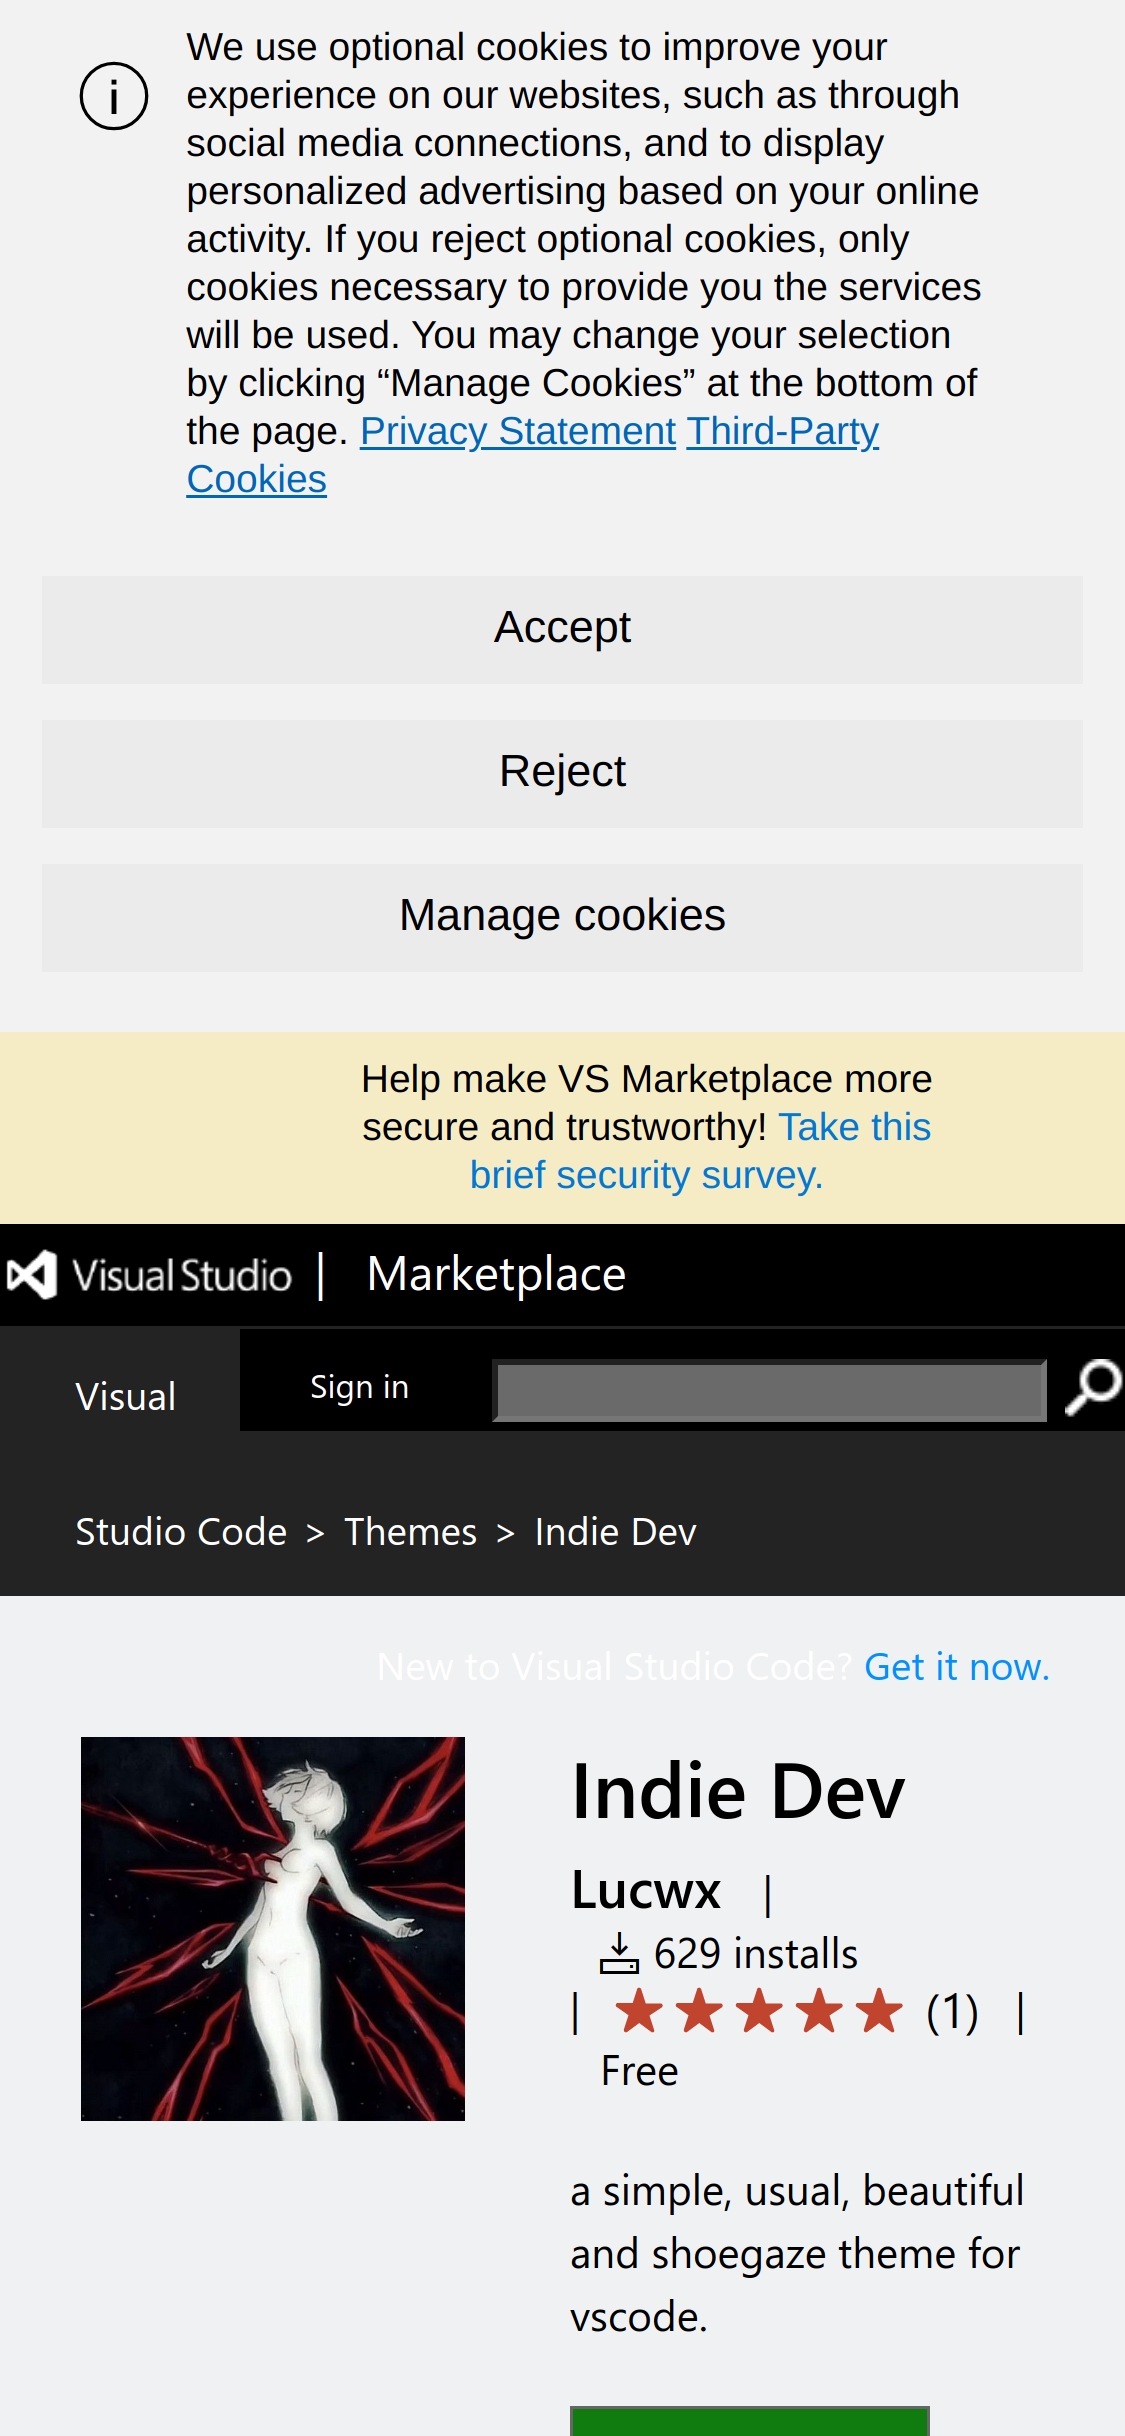 We use optional cookies to improve your
experience on our websites, such as through
social media connections, and to display
personalized advertising based on your online
activity. If you reject optional cookies, only
cookies necessary to provide you the services
will be used. You may change your selection
by clicking “Manage Cookies” at the bottom of
the page. Privacy Statement Third-Party
Cookies
Accept
Reject
Manage cookies
Help make VS Marketplace more
secure and trustworthy! Take this
brief security survey.
Visual Studio | Marketplace
Visual
Sign in
Studio Code > Themes > Indie Dev
New to Visual Studio Code? Get it now.
Indie Dev
Lucwx |
629 installs
| (1) |
Free
a simple, usual, beautiful
and shoegaze theme for
vscode.